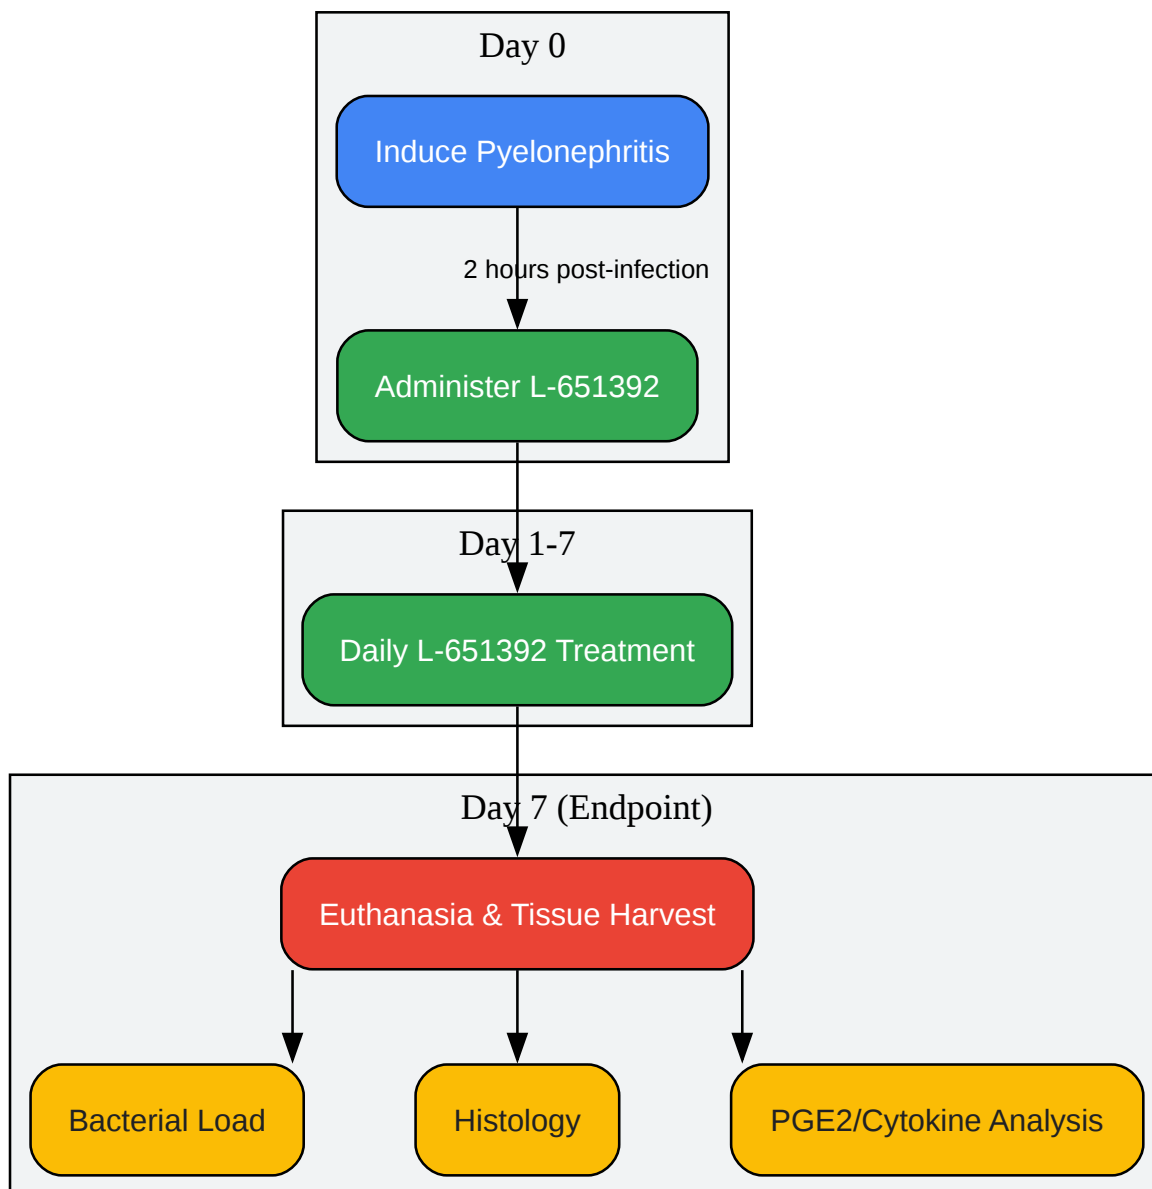 Day 0
Induce Pyelonephritis
2 hours post-infection
Administer L-651392
Day 1-7
Daily L-651392 Treatment
Day 7 (Endpoint)
Euthanasia & Tissue Harvest
Bacterial Load
Histology
PGE2/Cytokine Analysis